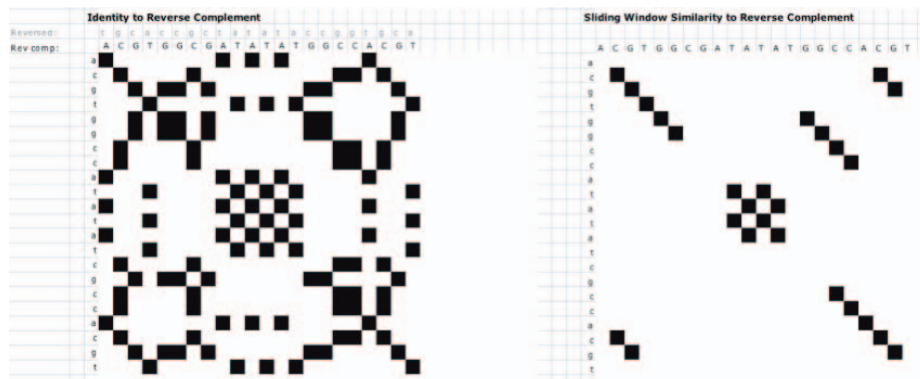 Identity to Reverse Complement
Reversed: t g c a c c g c t a t a t a c c g g t g c a
Rev comp: A C G T G G C G A T A T A T G G C C A C G T
a
c
g
t
g
g
c
c
a
t
a
t
a
t
c
g
c
c
a
c
g
t
Sliding Window Similarity to Reverse Complement
A C G T G G C G A T A T A T G G C C A C G T
a
c
g
t
g
g
c
c
a
t
a
t
a
t
c
g
c
c
a
c
g
t